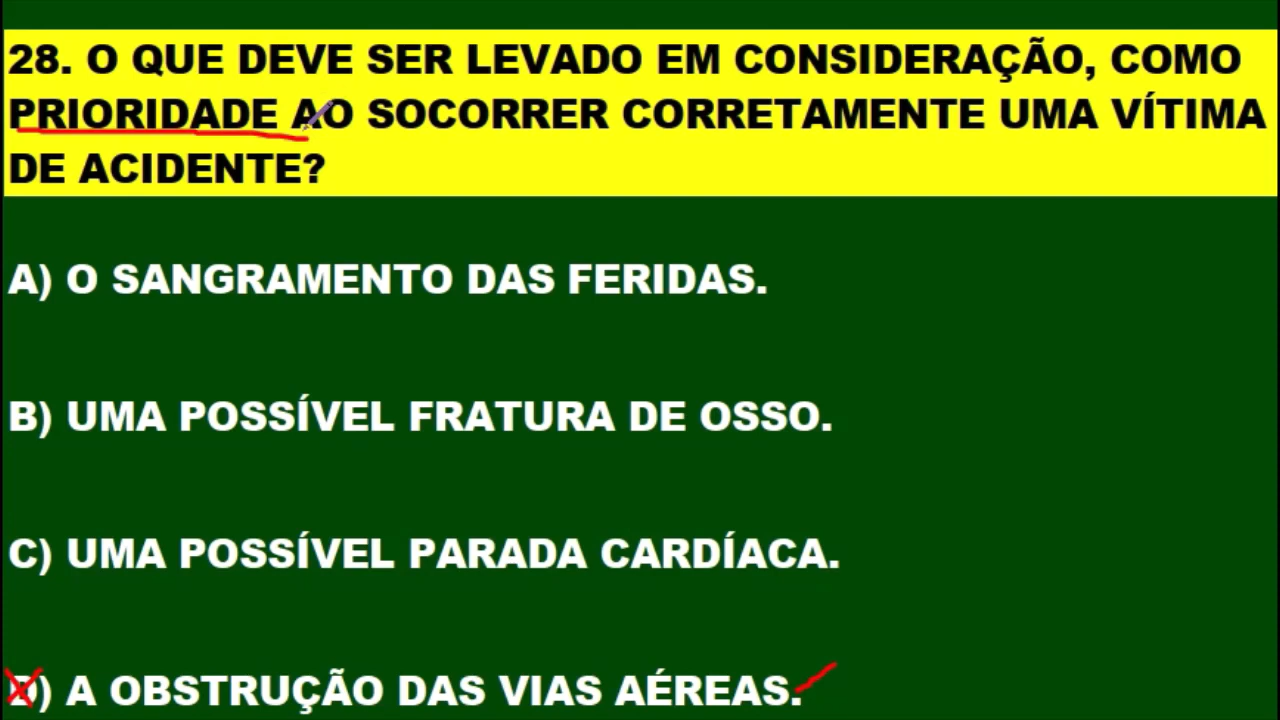 28. O QUE DEVE SER LEVADO EM CONSIDERAÇÃO, COMO
PRIORIDADE AO SOCORRER CORRETAMENTE UMA VÍTIMA
DE ACIDENTE?
A) O SANGRAMENTO DAS FERIDAS.
B) UMA POSSÍVEL FRATURA DE OSSO.
C) UMA POSSÍVEL PARADA CARDÍACA.
D) A OBSTRUÇÃO DAS VIAS AÉREAS.